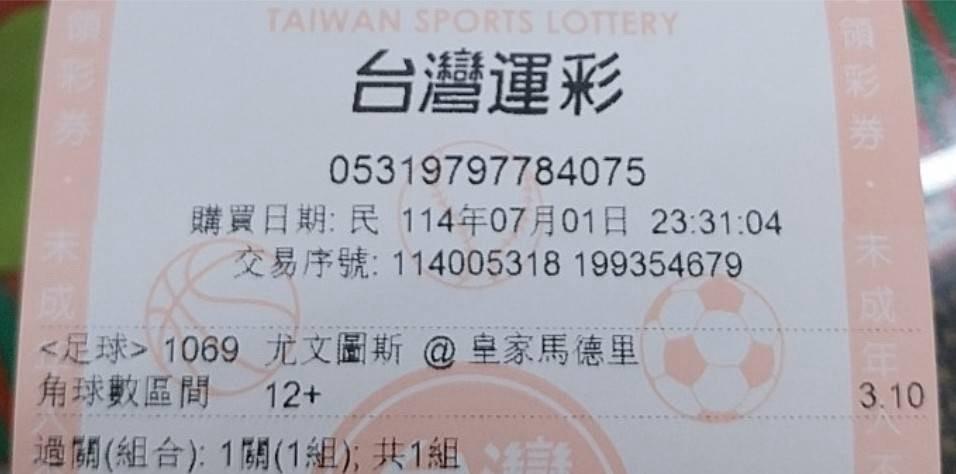 TAIWAN SPORTS LOTTERY
台灣運彩
05319797784075
購買日期: 民 114年07月01日 23:31:04
交易序號: 114005318 199354679
<足球> 1069 尤文圖斯 @ 皇家馬德里
角球數區間 12+ 3.10
過關(組合): 1關(1組); 共1組
領彩券．未成
領彩券．未成年人不
灣